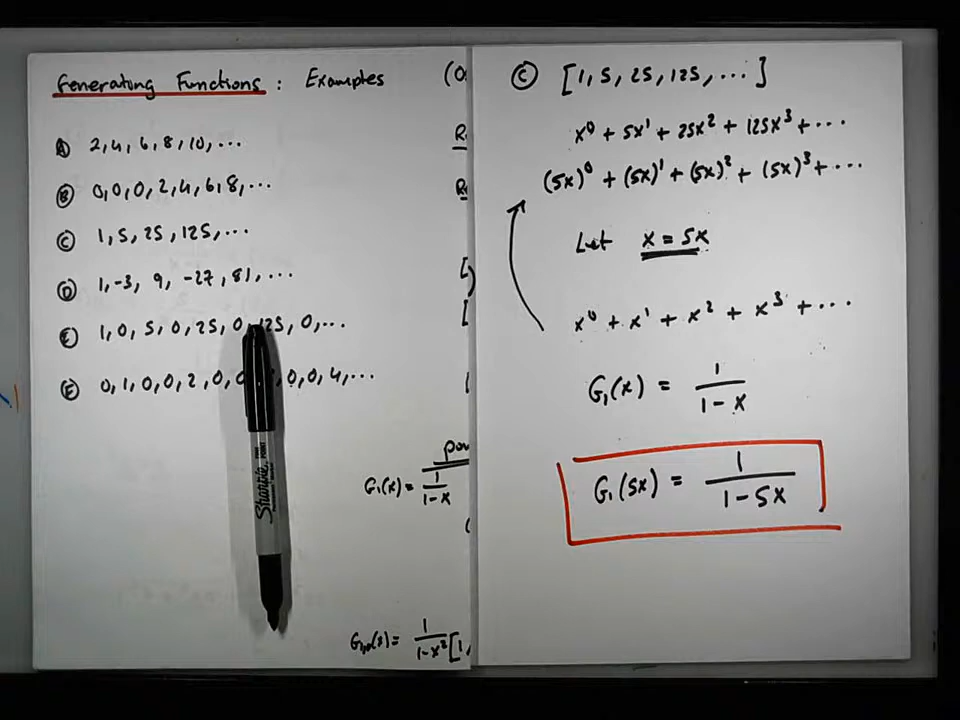 Generating Functions : Examples
Ⓐ 2, 4, 6, 8, 10, ...
Ⓑ 0, 0, 0, 2, 4, 6, 8, ...
Ⓒ 1, 5, 25, 125, ...
Ⓓ 1, -3, 9, -27, 81, ...
Ⓔ 1, 0, 5, 0, 25, 0, 125, 0, ...
Ⓔ 0, 1, 0, 0, 2, 0, 0, 0, 0, 4, ...
G₁(x) = 1/(1-x)
Sharpie
Ⓒ [1, 5, 25, 125, ... ]
x⁰ + 5x¹ + 25x² + 125x³ + ...
(5x)⁰ + (5x)¹ + (5x)² + (5x)³ + ...
Let x = 5x
x⁰ + x¹ + x² + x³ + ...
G₁(x) = 1/(1-x)
G₁(5x) = 1/(1-5x)